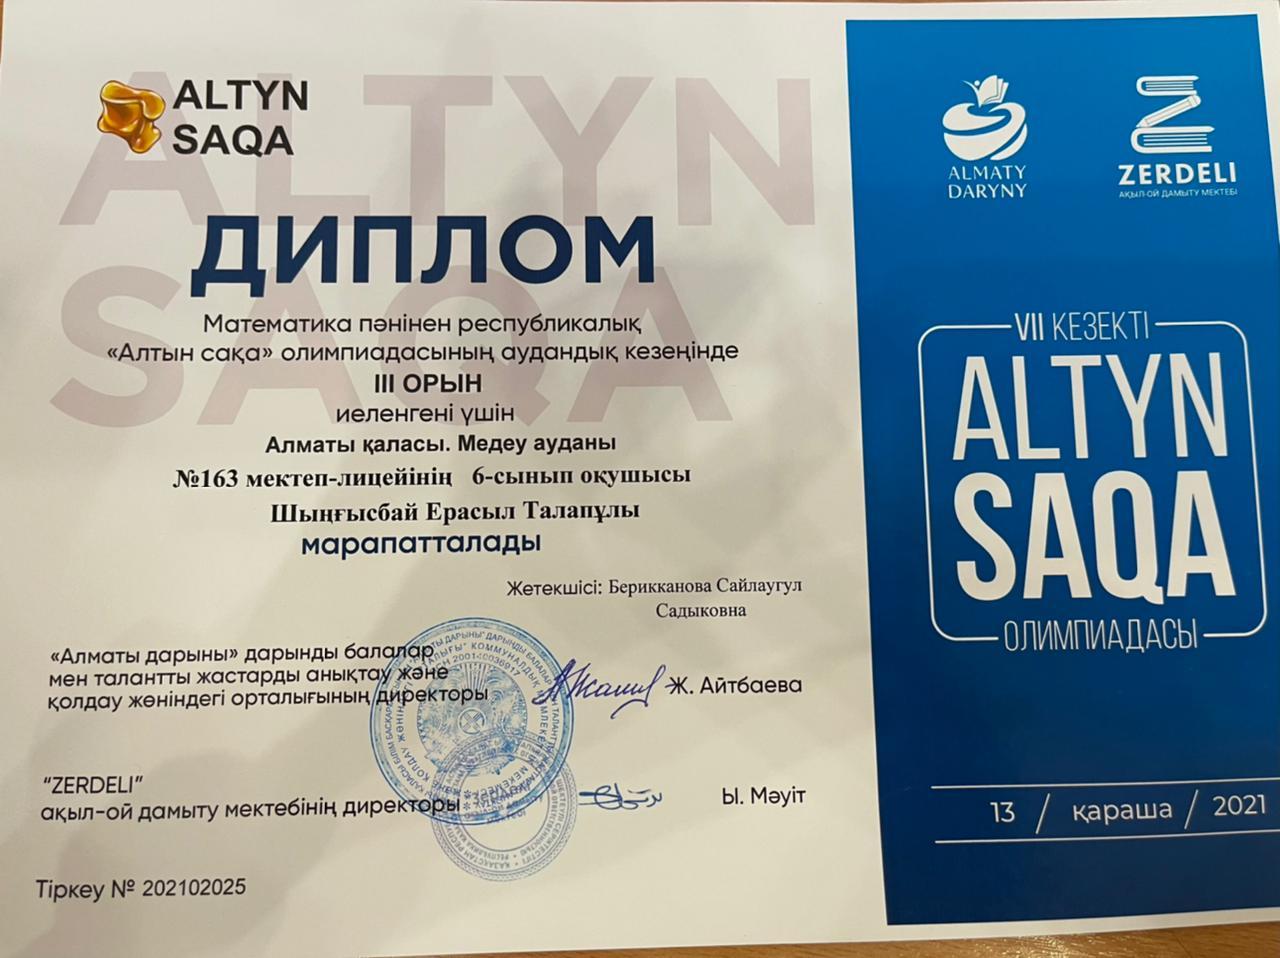 ALTYN
SAQA
ДИПЛОМ
Математика пәнінен республикалық
«Алтын сақа» олимпиадасының аудандық кезеңінде
III ОРЫН
иеленгені үшін
Алматы қаласы. Медеу ауданы
№163 мектеп-лицейінің 6-сынып оқушысы
Шыңғысбай Ерасыл Талапұлы
марапатталады
Жетекшісі: Берикканова Сайлаугул
Садыковна
«Алматы дарыны» дарынды балалар
мен талантты жастарды анықтау және
қолдау жөніндегі орталығының директоры
Ж. Айтбаева
"ZERDELI"
ақыл-ой дамыту мектебінің директоры
Ы. Мәуіт
Тіркеу № 202102025
ALTYN
SAQA
ALMATY
DARYNY
ZERDELI
АҚЫЛ-ОЙ ДАМЫТУ МЕКТЕБІ
VII КЕЗЕКТІ
ALTYN
SAQA
ОЛИМПИАДАСЫ
13 / қараша / 2021